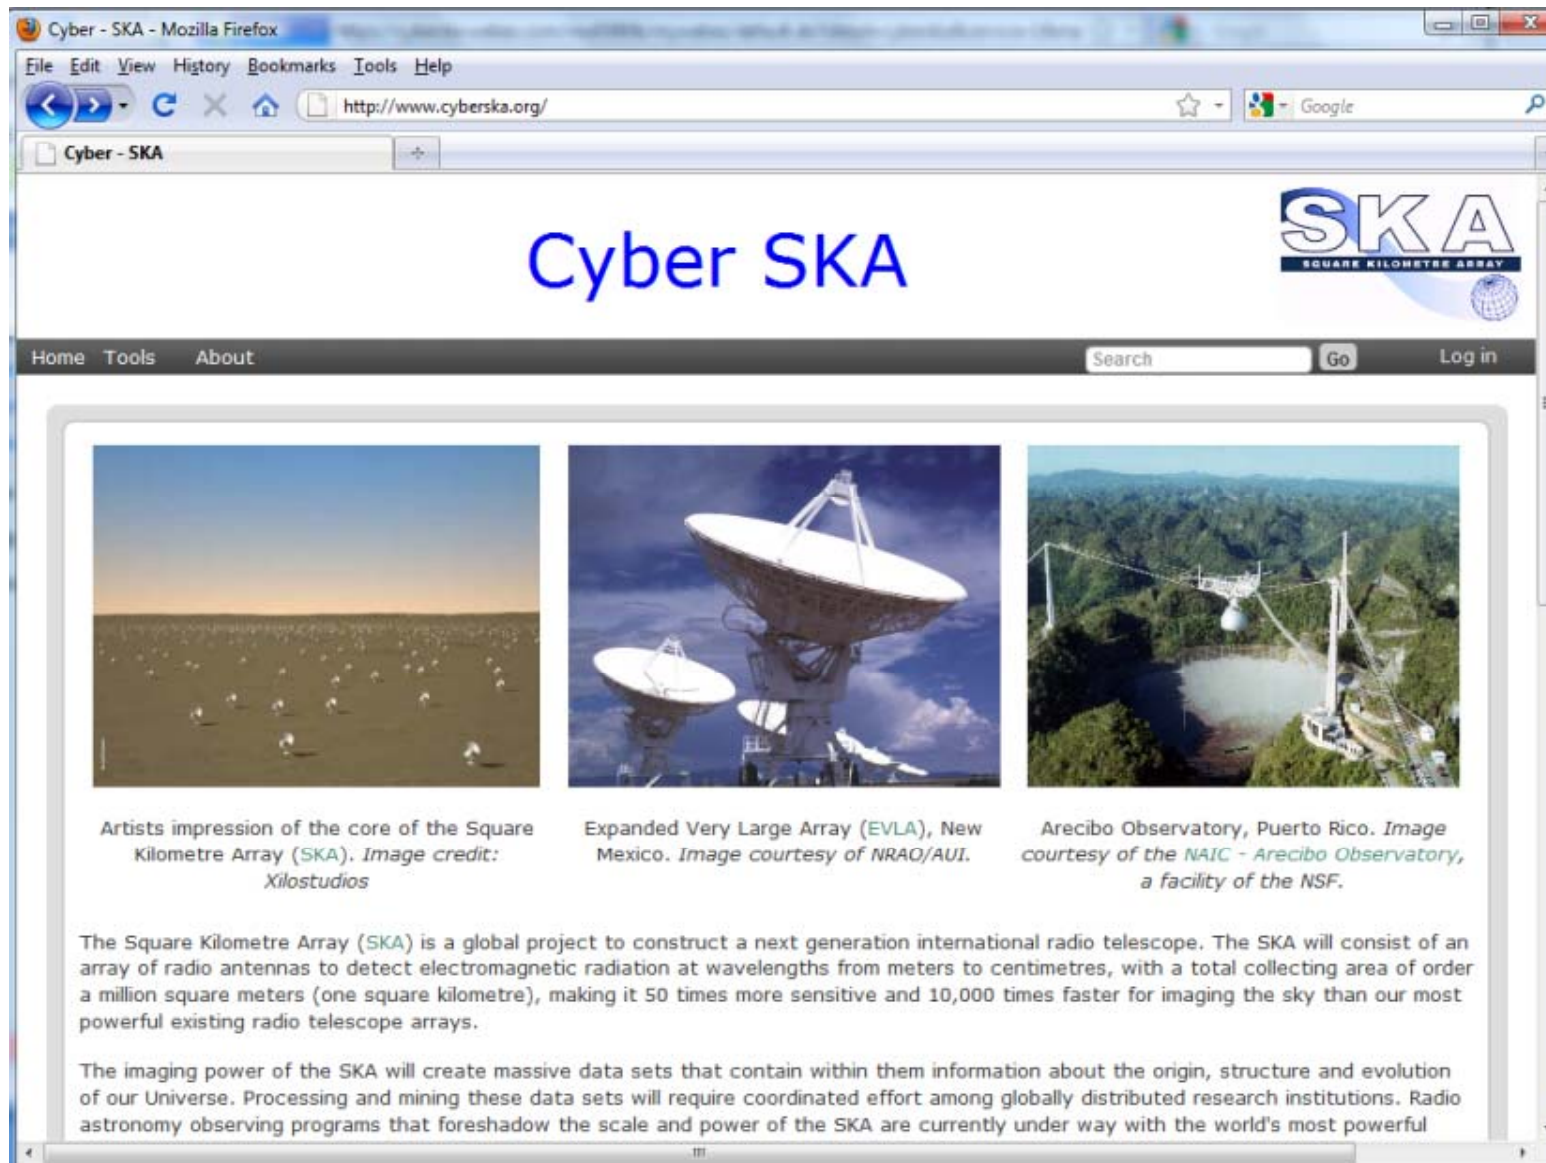 Cyber - SKA - Mozilla Firefox
File Edit View History Bookmarks Tools Help
http://www.cyberska.org/
Google
Cyber - SKA
Cyber SKA
SKA
SQUARE KILOMETRE ARRAY
Home Tools About
Search
Go
Log in
Artists impression of the core of the Square
Kilometre Array (SKA). Image credit:
Xilostudios
Expanded Very Large Array (EVLA), New
Mexico. Image courtesy of NRAO/AUI.
Arecibo Observatory, Puerto Rico. Image
courtesy of the NAIC - Arecibo Observatory,
a facility of the NSF.
The Square Kilometre Array (SKA) is a global project to construct a next generation international radio telescope. The SKA will consist of an
array of radio antennas to detect electromagnetic radiation at wavelengths from meters to centimetres, with a total collecting area of order
a million square meters (one square kilometre), making it 50 times more sensitive and 10,000 times faster for imaging the sky than our most
powerful existing radio telescope arrays.
The imaging power of the SKA will create massive data sets that contain within them information about the origin, structure and evolution
of our Universe. Processing and mining these data sets will require coordinated effort among globally distributed research institutions. Radio
astronomy observing programs that foreshadow the scale and power of the SKA are currently under way with the world's most powerful